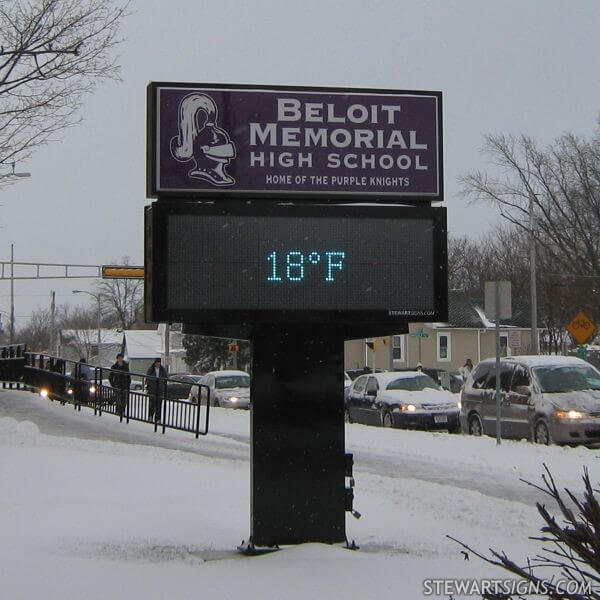 BELOIT
MEMORIAL
HIGH SCHOOL
HOME OF THE PURPLE KNIGHTS
18°F
STEWARTSIGNS.COM
STEWARTSIGNS.COM